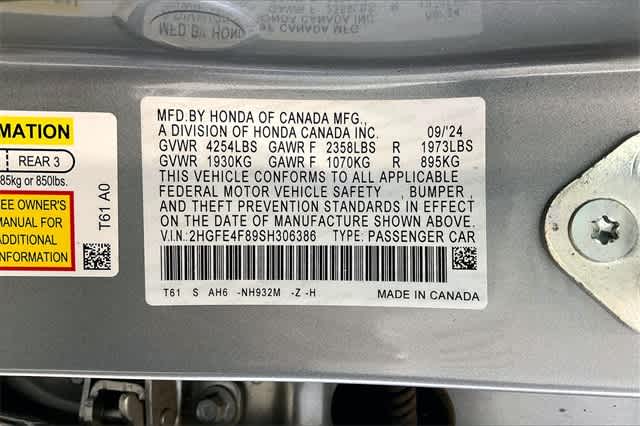 MFD.BY HONDA OF CANADA MFG.,
A DIVISION OF HONDA CANADA INC. 09/'24
GVWR 4254LBS GAWR F 2358LBS R 1973LBS
GVWR 1930KG GAWR F 1070KG R 895KG
THIS VEHICLE CONFORMS TO ALL APPLICABLE
FEDERAL MOTOR VEHICLE SAFETY , BUMPER ,
AND THEFT PREVENTION STANDARDS IN EFFECT
ON THE DATE OF MANUFACTURE SHOWN ABOVE.
V.I.N.: 2HGFE4F89SH306386 TYPE: PASSENGER CAR
T61 S AH6 -NH932M -Z -H MADE IN CANADA
MATION
REAR 3
85kg or 850lbs.
EE OWNER'S
MANUAL FOR
ADDITIONAL
INFORMATION
T61 A0